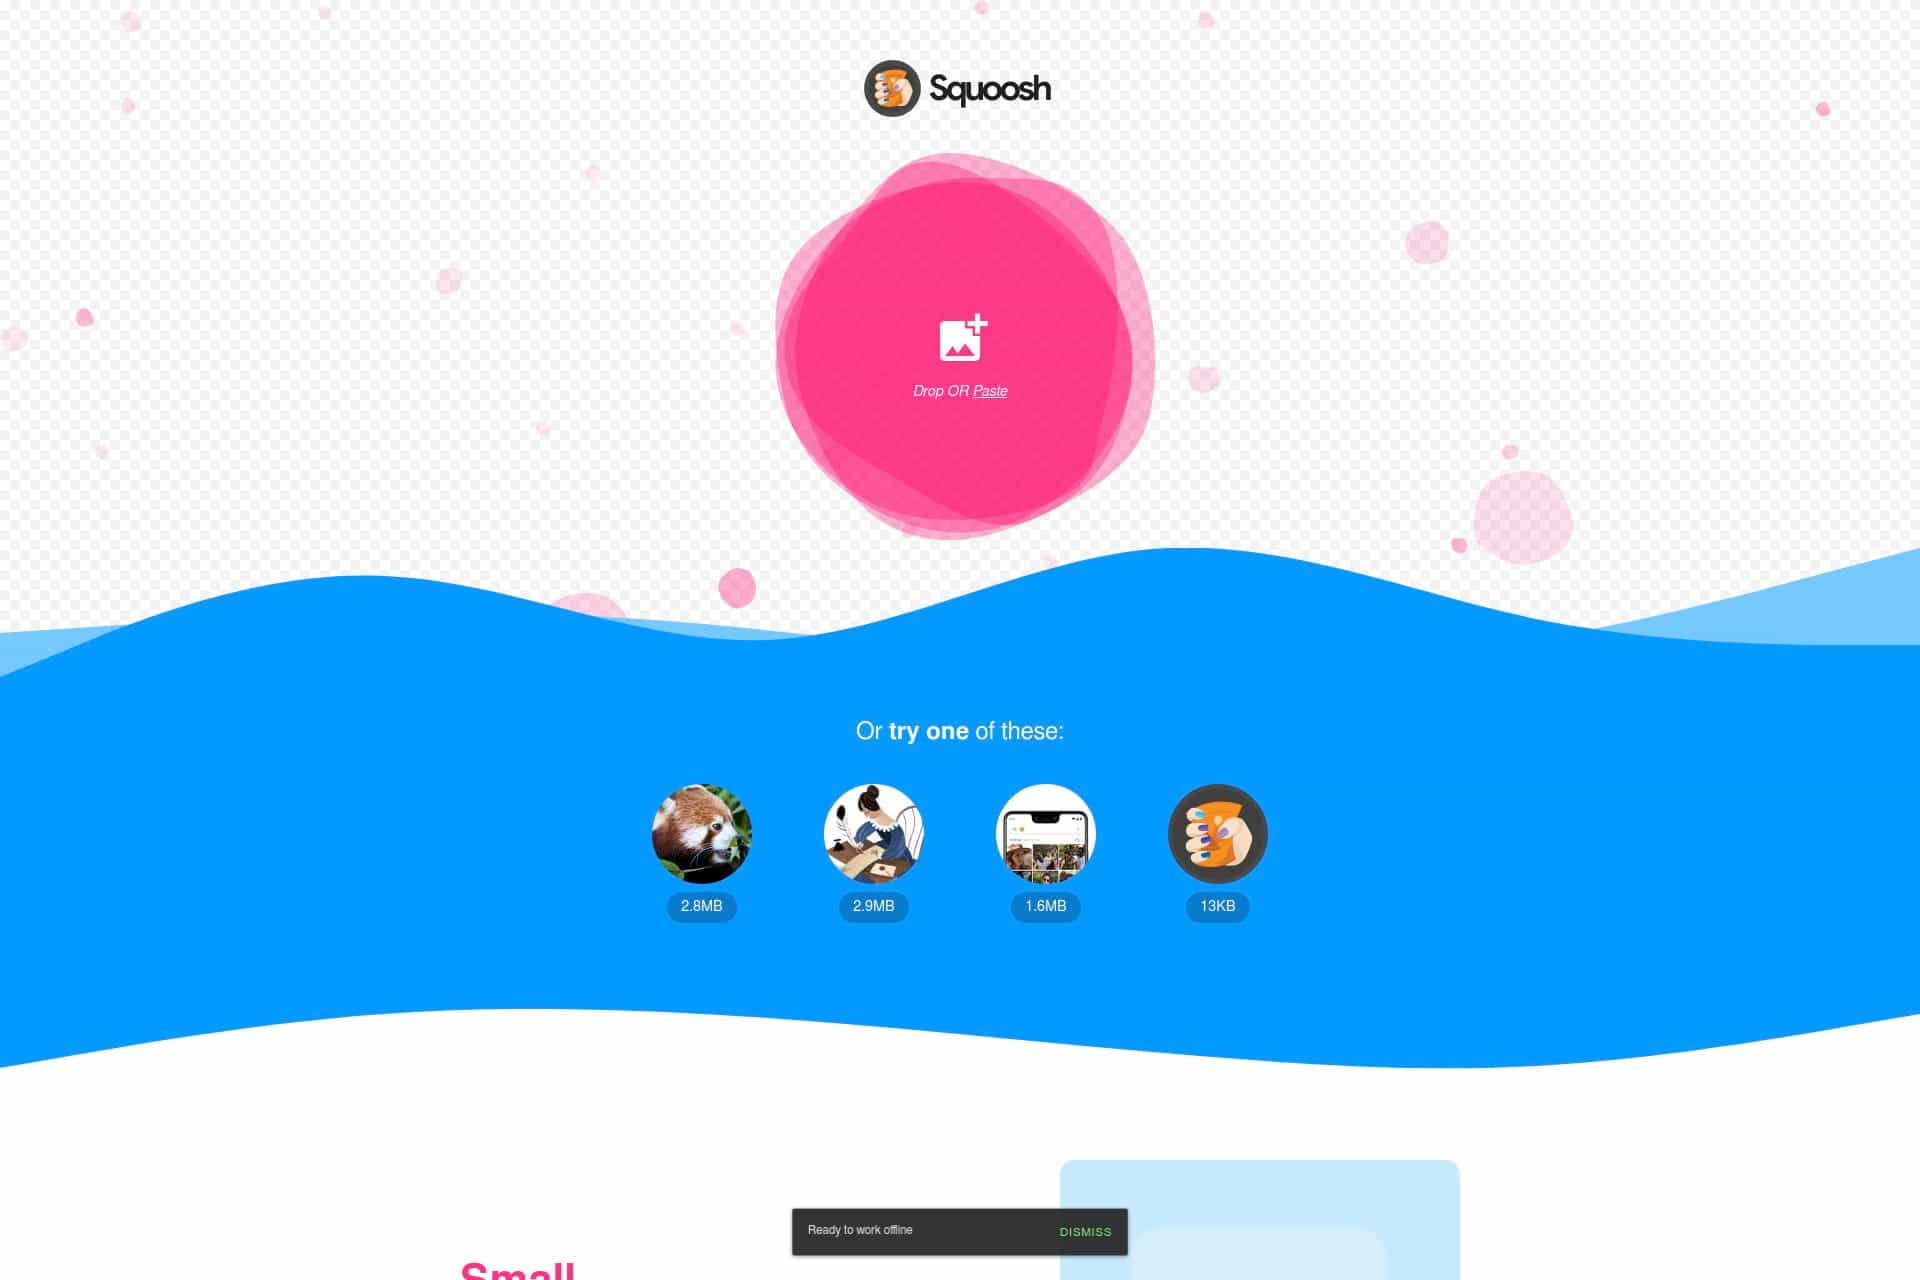 Squoosh
Drop OR Paste
Or try one of these:
2.8MB
2.9MB
1.6MB
13KB
Ready to work offline
DISMISS
Small